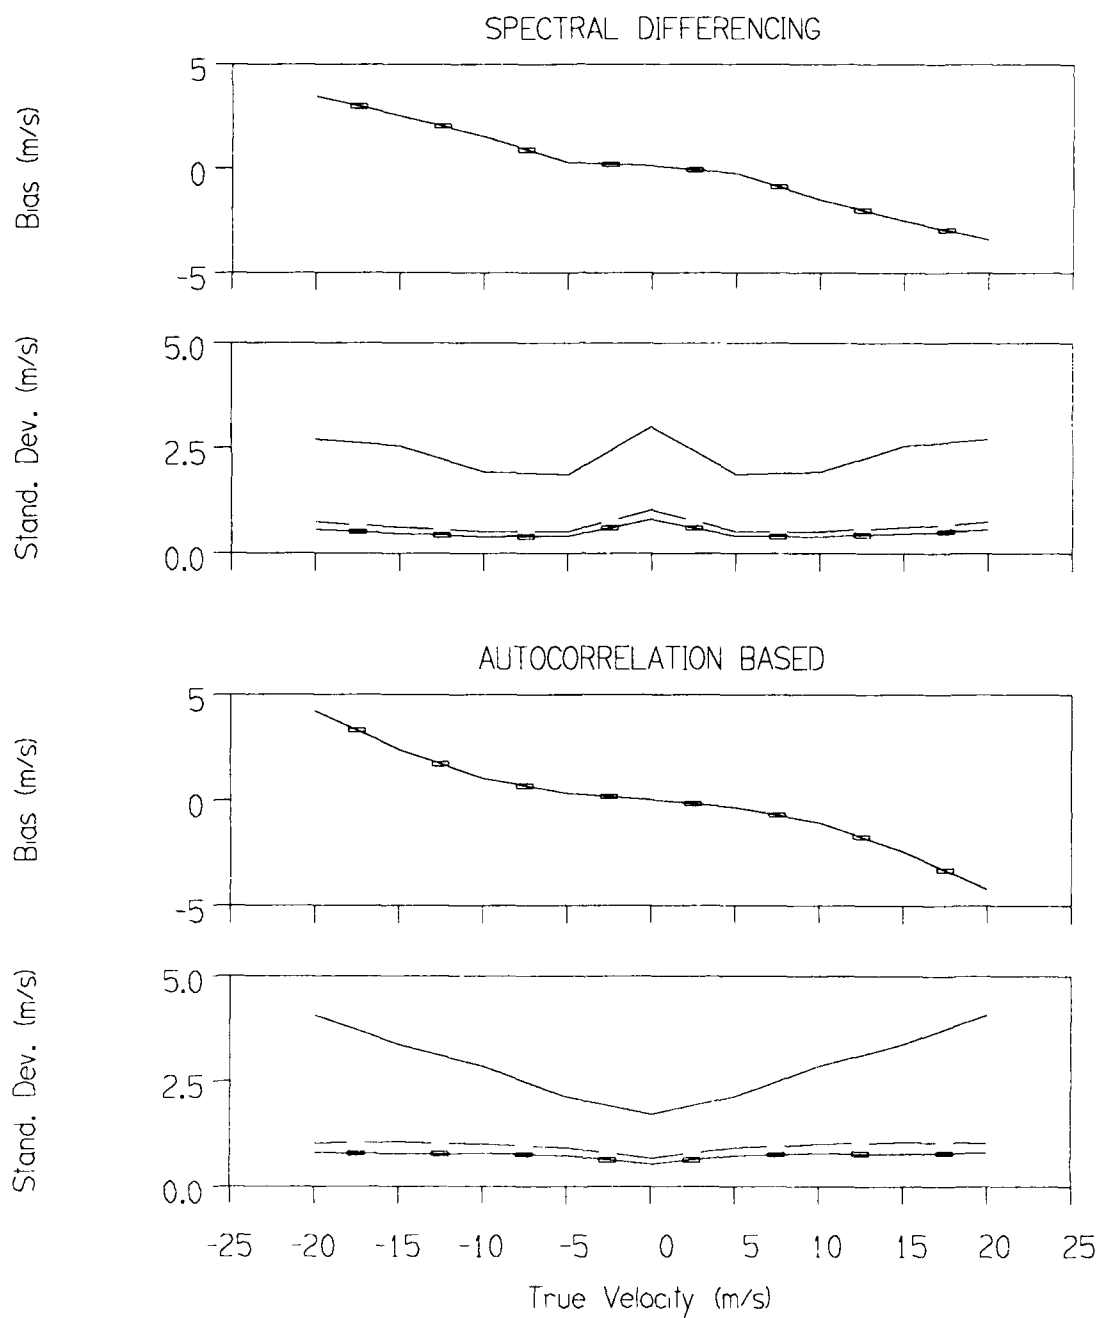 SPECTRAL DIFFERENCING
5
0
-5
Bias (m/s)
5.0
2.5
0.0
Stand. Dev. (m/s)
AUTOCORRELATION BASED
5
0
-5
Bias (m/s)
5.0
2.5
0.0
Stand. Dev. (m/s)
-25 -20 -15 -10 -5 0 5 10 15 20 25
True Velocity (m/s)